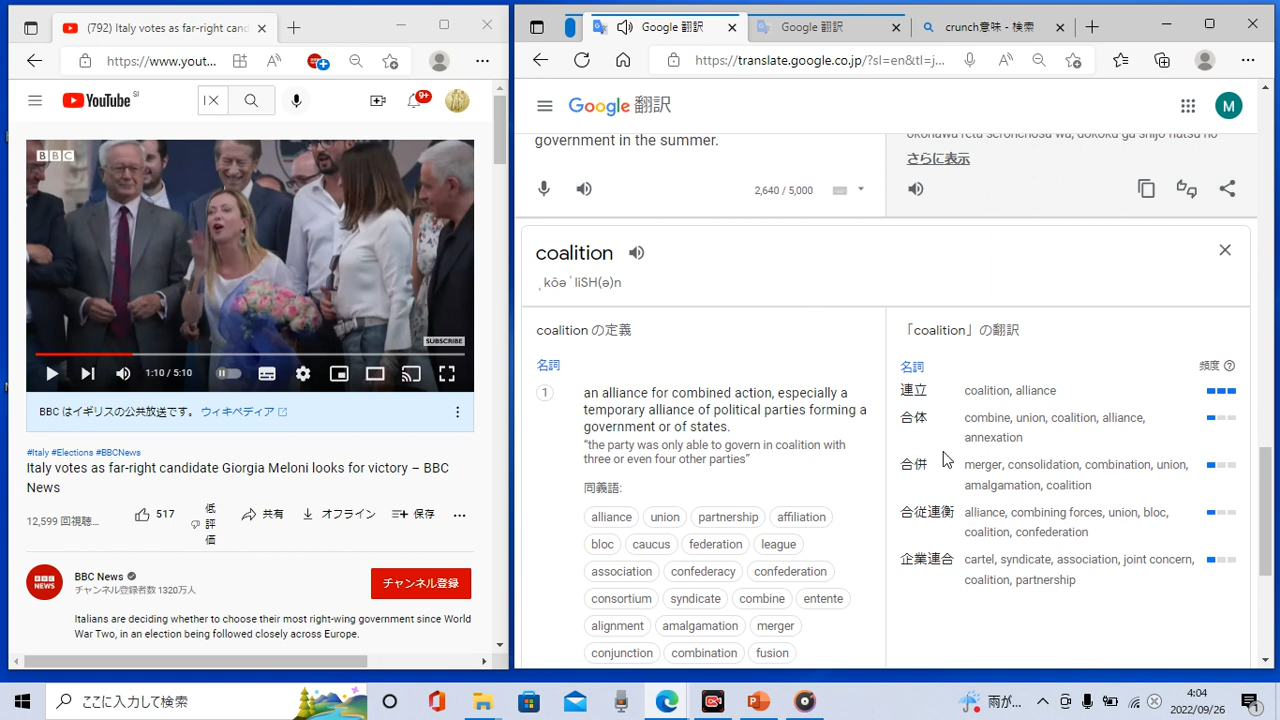 (792) Italy votes as far-right cand
https://www.yout...
9+
YouTube
SI
BBC
SUBSCRIBE
1:10 / 5:10
BBC はイギリスの公共放送です。 ウィキペディア
#Italy #Elections #BBCNews
Italy votes as far-right candidate Giorgia Meloni looks for victory – BBC
News
12,599 回視聴...
517
低評価
共有
オフライン
保存
BBC NEWS
BBC News
チャンネル登録者数 1320万人
チャンネル登録
Italians are deciding whether to choose their most right-wing government since World
War Two, in an election being followed closely across Europe.
Google 翻訳
Google 翻訳
crunch意味 - 検索
https://translate.google.co.jp/?sl=en&tl=j...
Google 翻訳
M
government in the summer.
さらに表示
2,640 / 5,000
coalition
ˌkōəˈliSH(ə)n
coalition の定義
名詞
1
an alliance for combined action, especially a
temporary alliance of political parties forming a
government or of states.
"the party was only able to govern in coalition with
three or even four other parties"
同義語:
alliance union partnership affiliation
bloc caucus federation league
association confederacy confederation
consortium syndicate combine entente
alignment amalgamation merger
conjunction combination fusion
「coalition」の翻訳
名詞
頻度
連立 coalition, alliance
合体 combine, union, coalition, alliance,
annexation
合併 merger, consolidation, combination, union,
amalgamation, coalition
合従連衡 alliance, combining forces, union, bloc,
coalition, confederation
企業連合 cartel, syndicate, association, joint concern,
coalition, partnership
ここに入力して検索
雨が...
4:04
2022/09/26
1